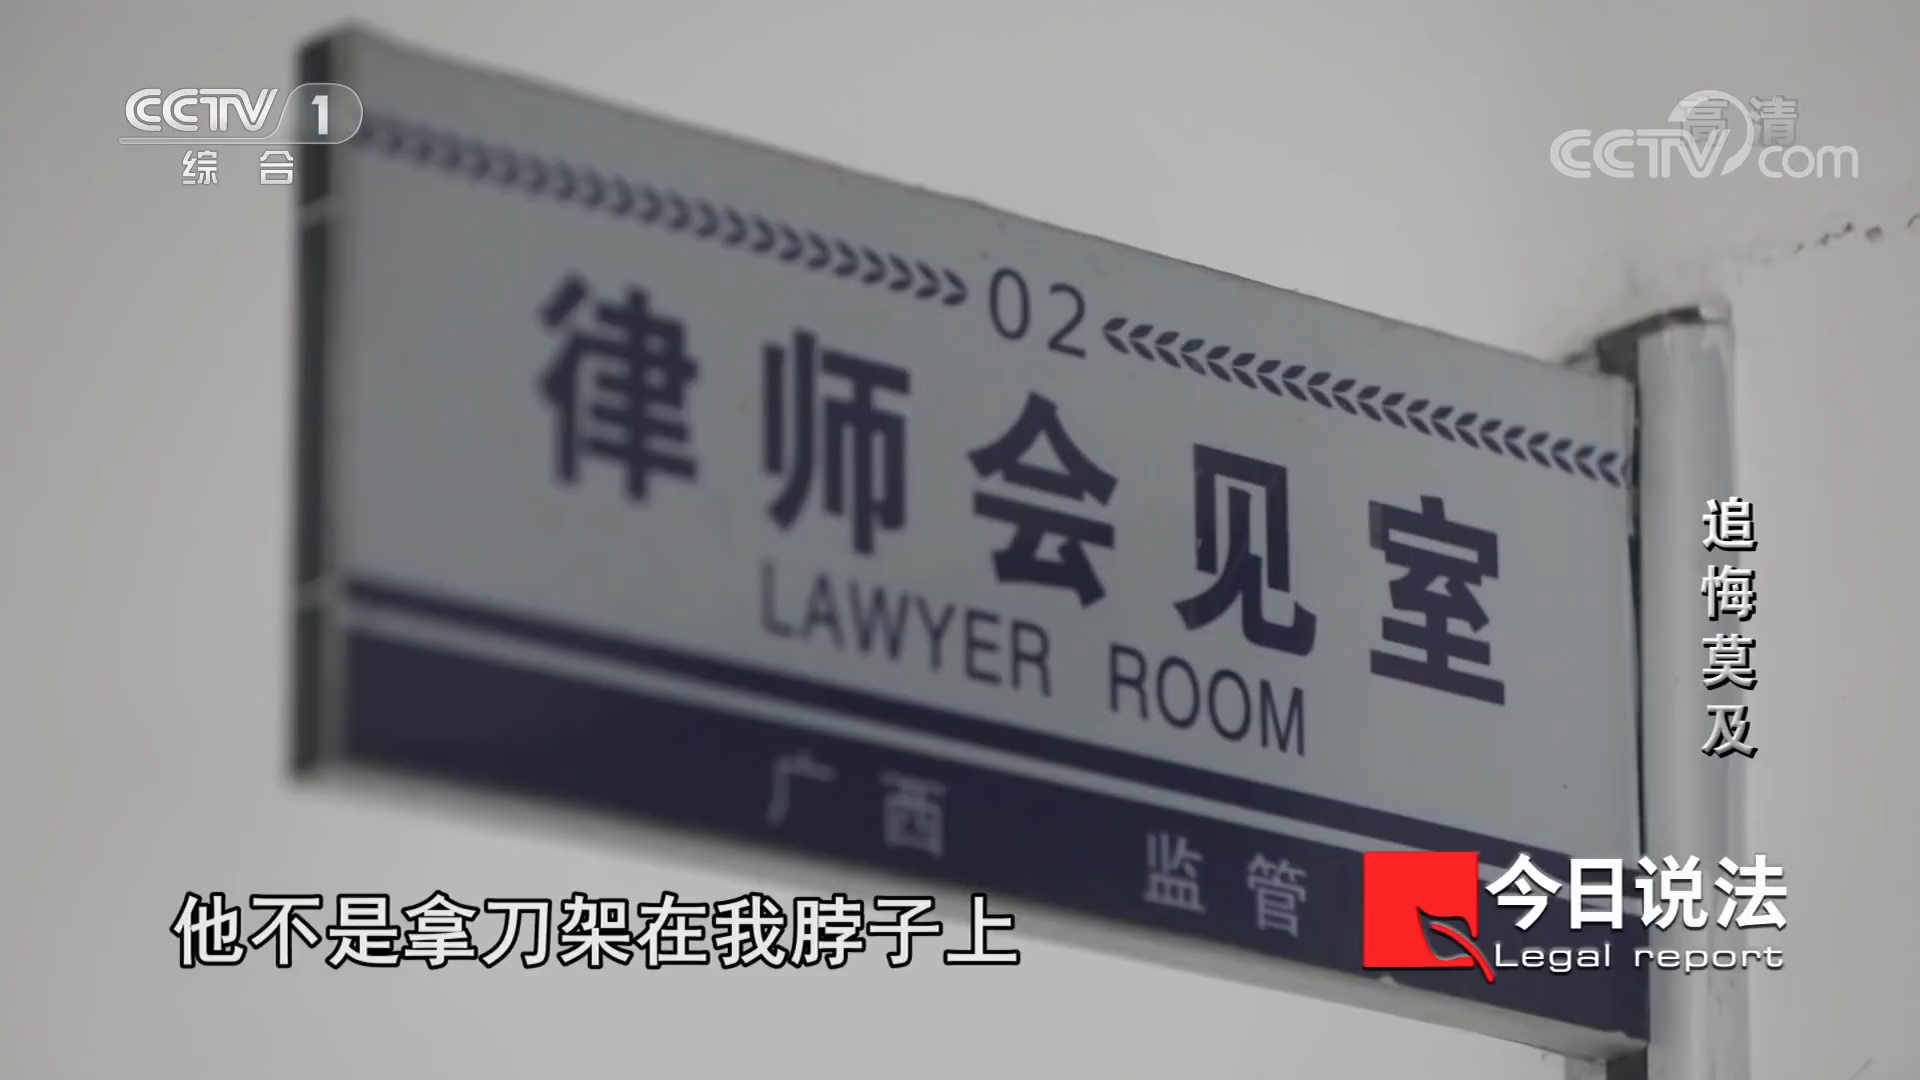 CCTV 1
综合
高清
CCTV.com
02
律师会见室
LAWYER ROOM
广西 监管
追悔莫及
他不是拿刀架在我脖子上
今日说法
Legal report